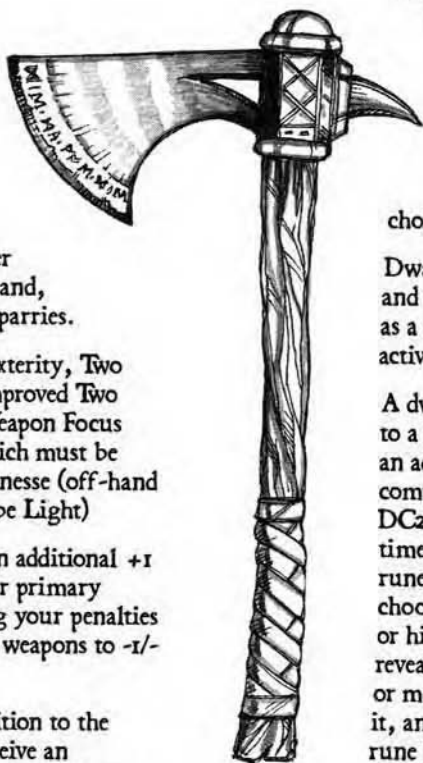 er
and,
parries.
xterity, Two
nproved Two
eapon Focus
ich must be
nesse (off-hand
be Light)
n additional +1
r primary
g your penalties
weapons to -1/-
ition to the
eive an
cho
Dwa
and
as a
activ
A dw
to a
an ac
com
DC2
time
rune
choo
or hi
revea
or m
it, an
rune